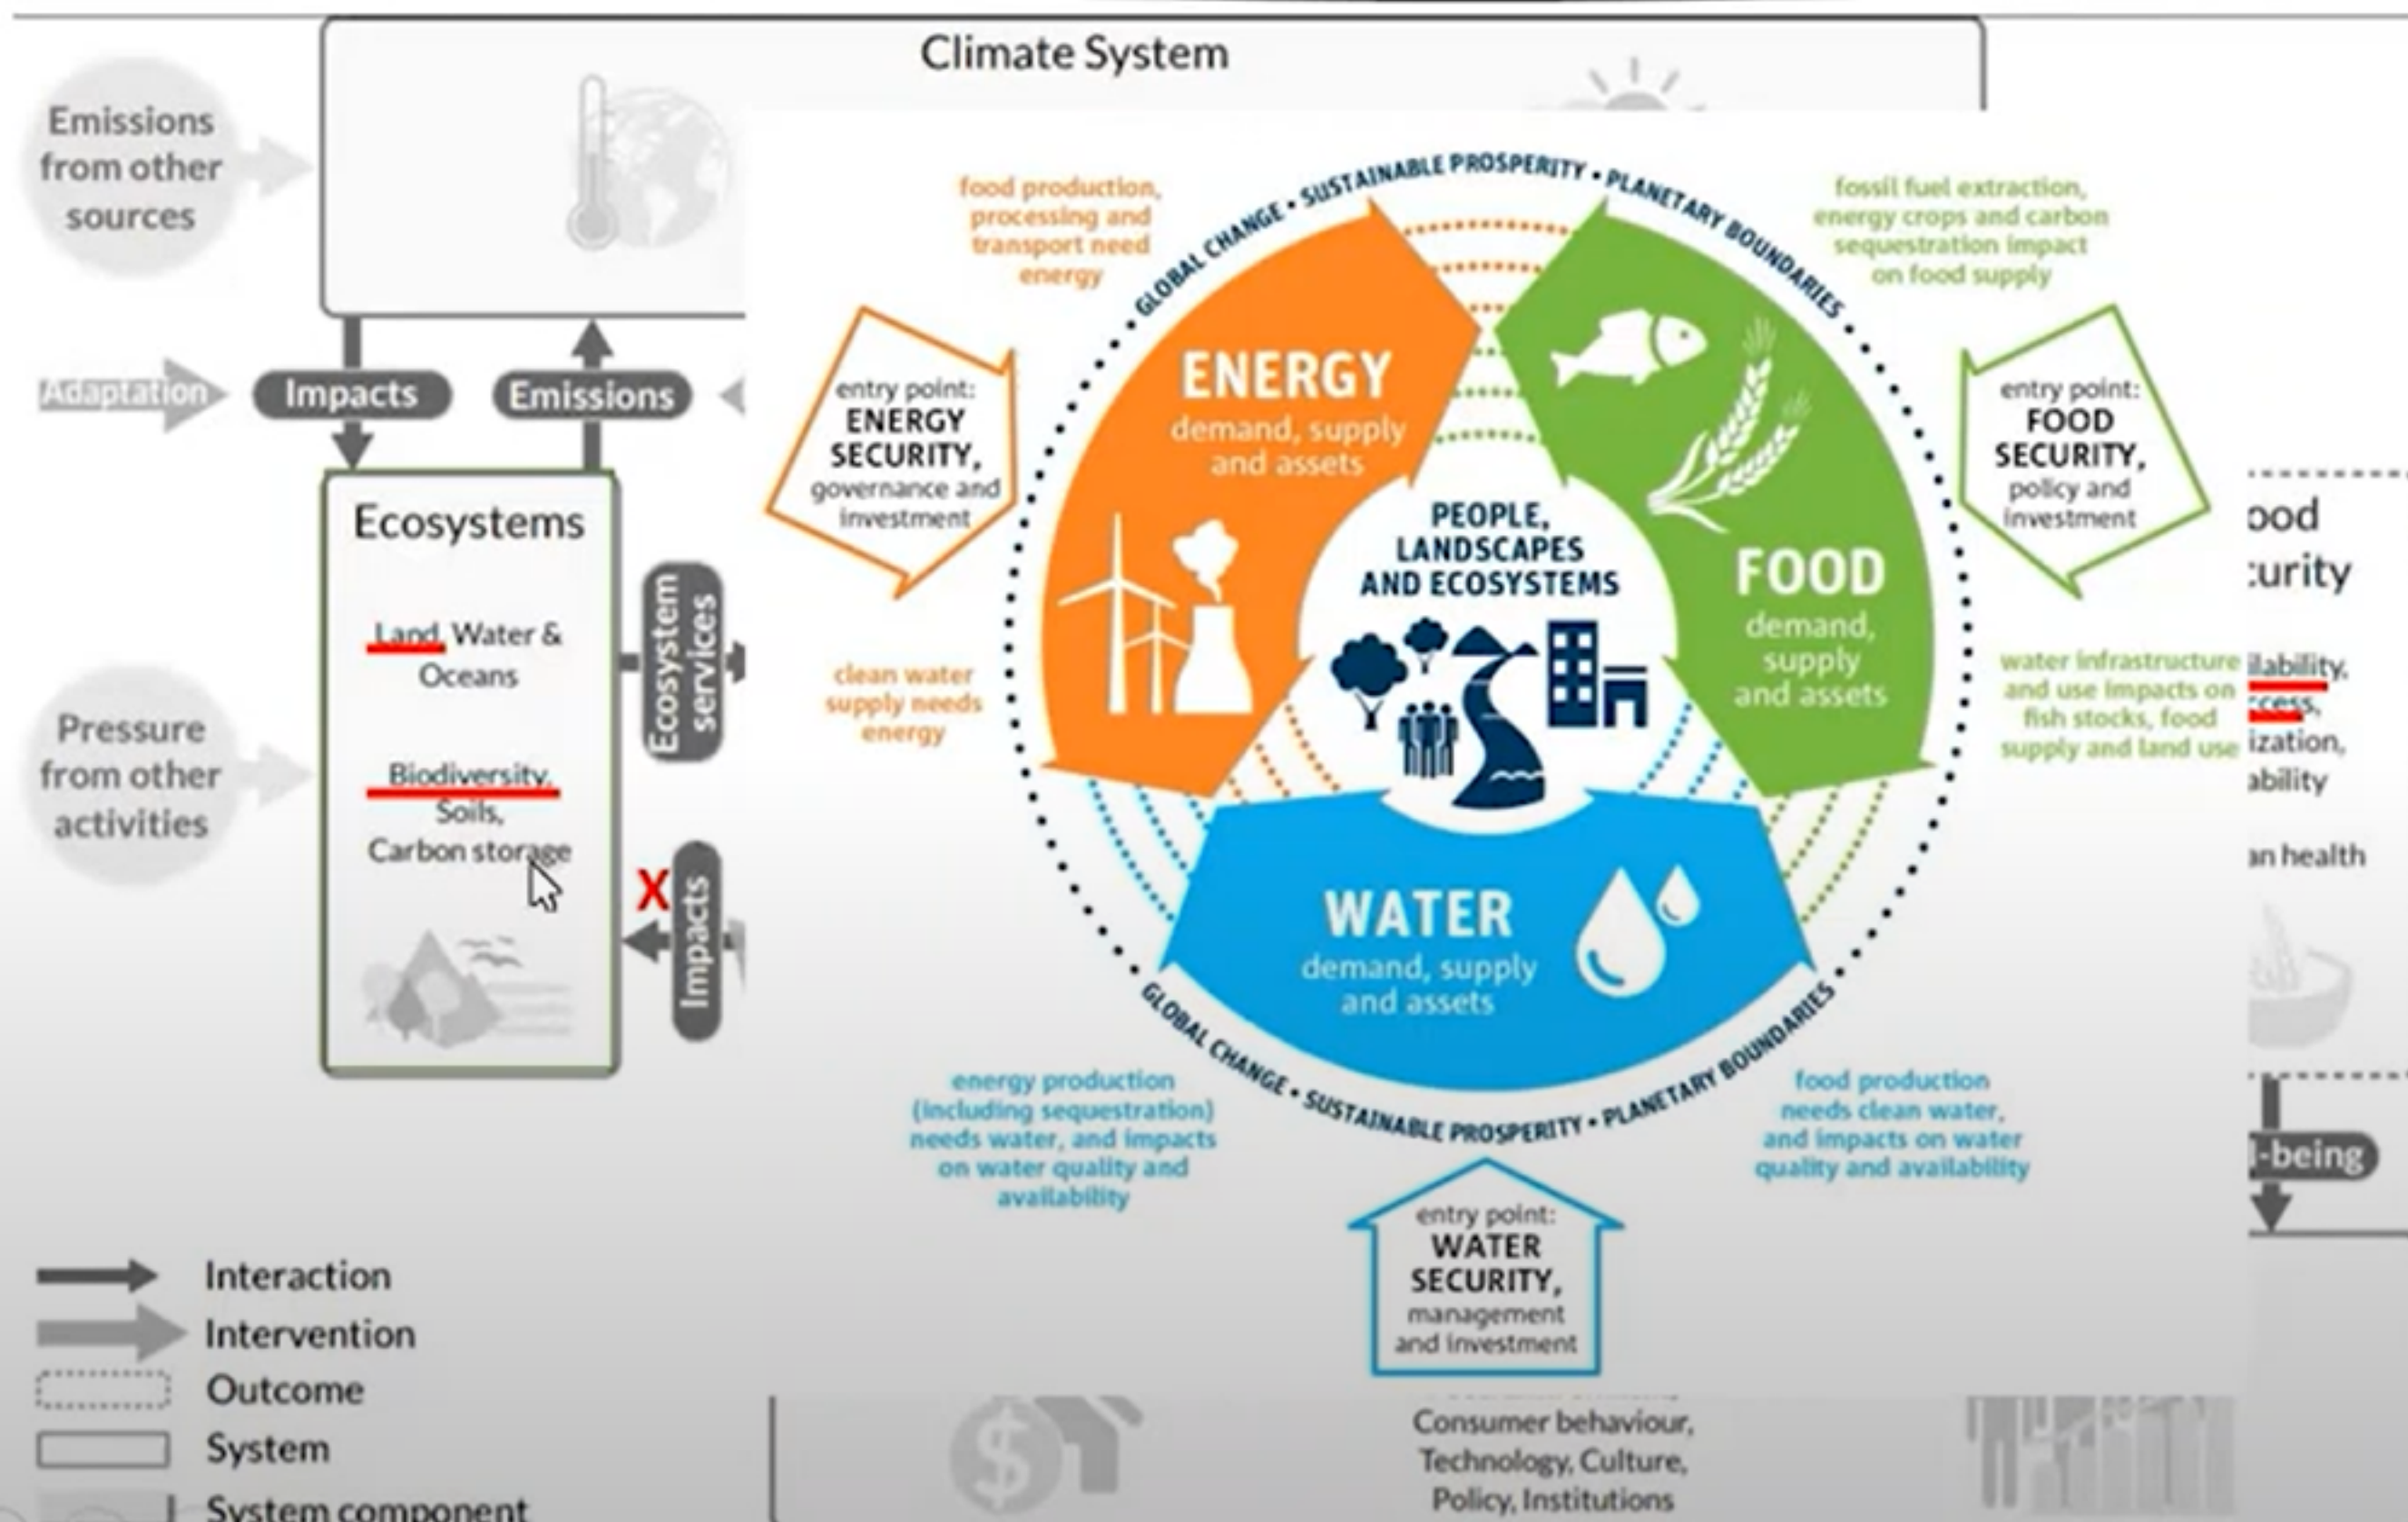 Climate System
Emissions
from other
sources
Adaptation
Impacts
Emissions
Ecosystems
Land, Water &
Oceans
Biodiversity,
Soils,
Carbon storage
Pressure
from other
activities
Ecosystem
services
X
Impacts
Interaction
Intervention
Outcome
System
System component
GLOBAL CHANGE • SUSTAINABLE PROSPERITY • PLANETARY BOUNDARIES
food production,
processing and
transport need
energy
fossil fuel extraction,
energy crops and carbon
sequestration impact
on food supply
entry point:
ENERGY
SECURITY,
governance and
investment
ENERGY
demand, supply
and assets
entry point:
FOOD
SECURITY,
policy and
investment
FOOD
demand,
supply
and assets
PEOPLE,
LANDSCAPES
AND ECOSYSTEMS
clean water
supply needs
energy
water infrastructure
and use impacts on
fish stocks, food
supply and land use
WATER
demand, supply
and assets
GLOBAL CHANGE • SUSTAINABLE PROSPERITY • PLANETARY BOUNDARIES
energy production
(including sequestration)
needs water, and impacts
on water quality and
availability
food production
needs clean water,
and impacts on water
quality and availability
entry point:
WATER
SECURITY,
management
and investment
ood
curity
ilability,
ccess,
ization,
ability
an health
l-being
$
Consumer behaviour,
Technology, Culture,
Policy, Institutions